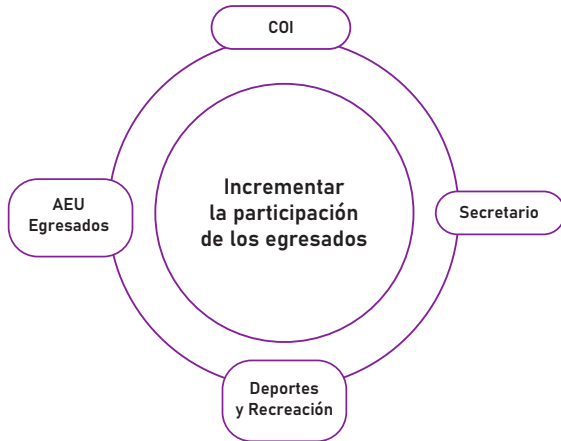 COI
AEU
Egresados
Incrementar
la participación
de los egresados
Secretario
Deportes
y Recreación